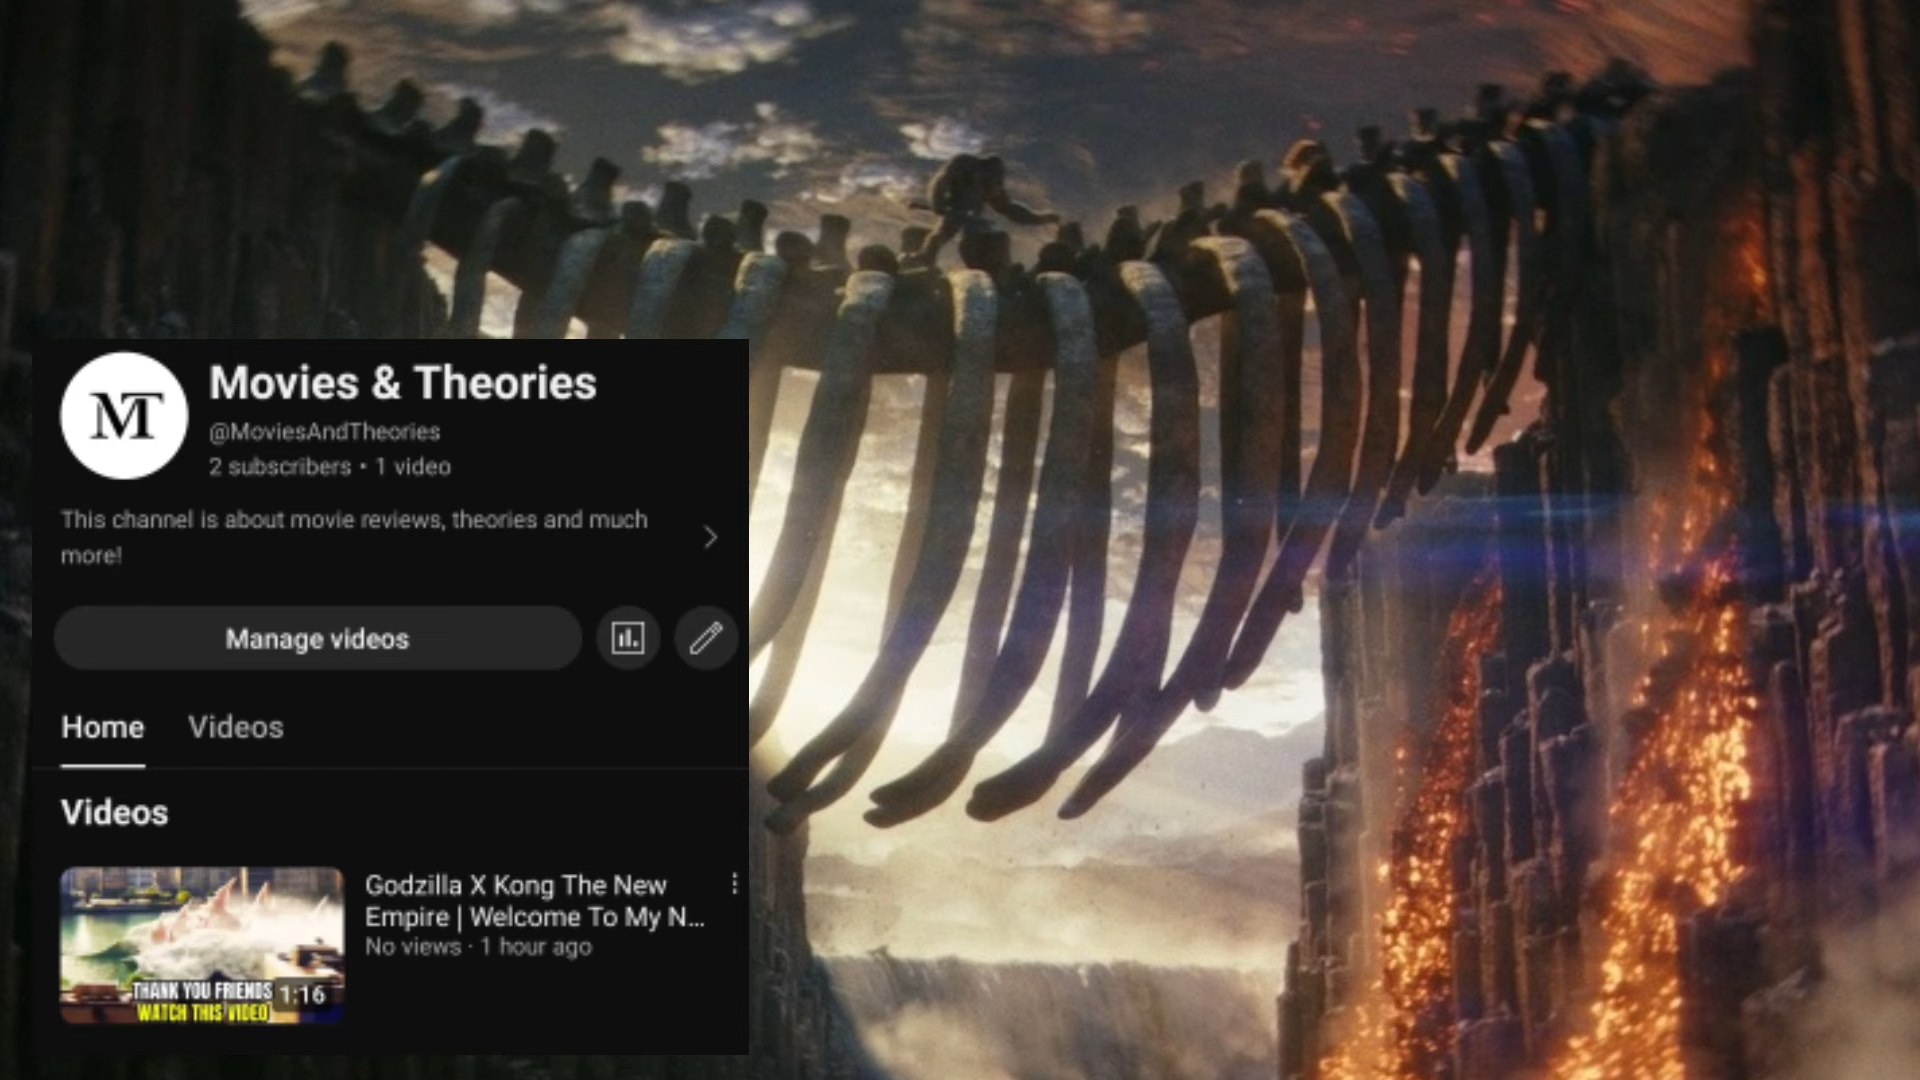 MT
Movies & Theories
@MoviesAndTheories
2 subscribers • 1 video
This channel is about movie reviews, theories and much
more!
Manage videos
Home Videos
Videos
Godzilla X Kong The New
Empire | Welcome To My N...
No views · 1 hour ago
THANK YOU FRIENDS
WATCH THIS VIDEO
1:16